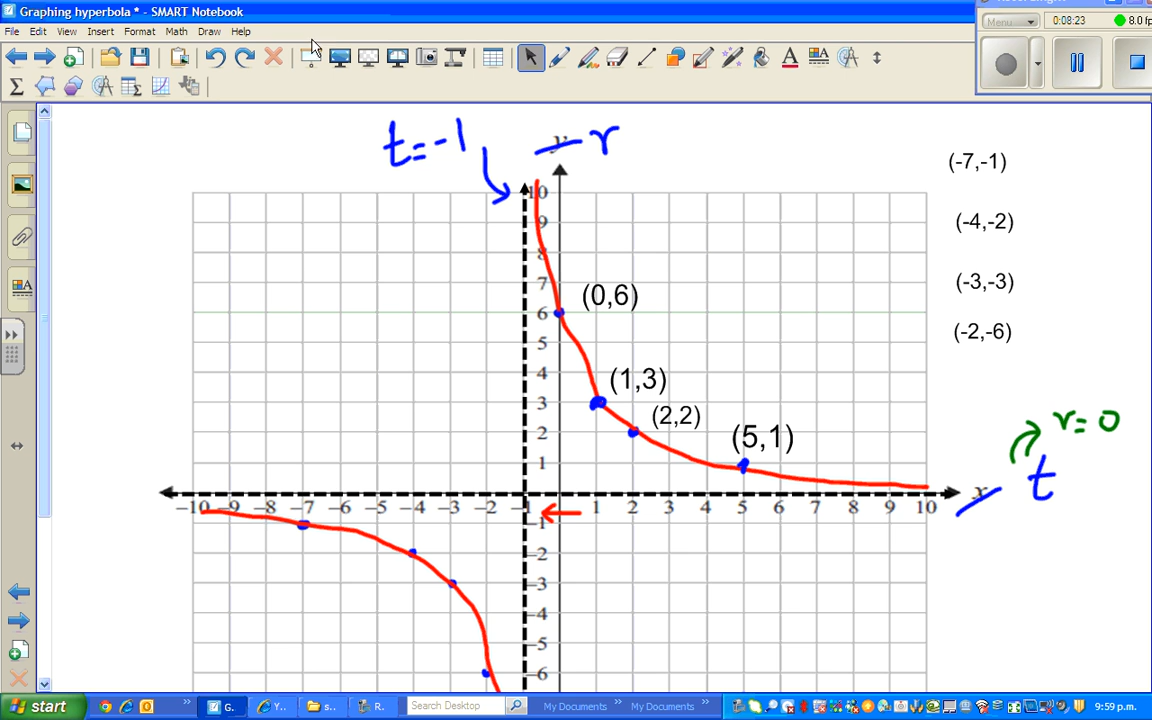 Graphing hyperbola * - SMART Notebook
File Edit View Insert Format Math Draw Help
Menu 0:08:23 8.0 f
t=-1
y r
(-7,-1)
10
9
(-4,-2)
8
7
(-3,-3)
6 (0,6)
(-2,-6)
5
4 (1,3)
3
2 (2,2)
r=0
1 (5,1)
x t
-10 -9 -8 -7 -6 -5 -4 -3 -2 -1 1 2 3 4 5 6 7 8 9 10
-1
-2
-3
-4
-5
-6
start G. Y... s... R. Search Desktop My Documents My Documents 9:59 p.m.